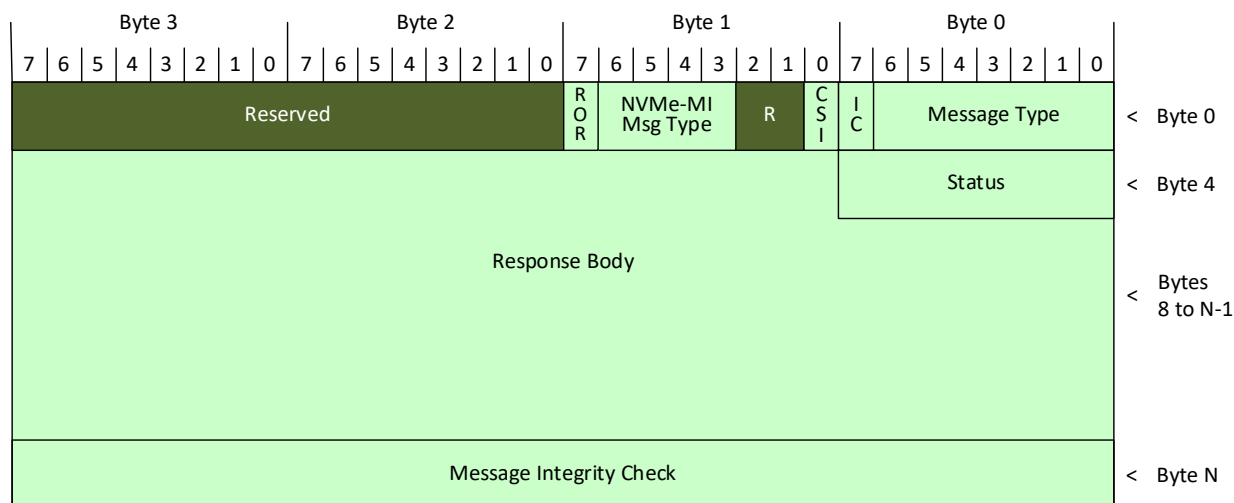 Byte 3 Byte 2 Byte 1 Byte 0
7 6 5 4 3 2 1 0 7 6 5 4 3 2 1 0 7 6 5 4 3 2 1 0 7 6 5 4 3 2 1 0
Reserved ROR NVMe-MI Msg Type R CSI IC Message Type < Byte 0
Status < Byte 4
Response Body
< Bytes
8 to N-1
Message Integrity Check < Byte N